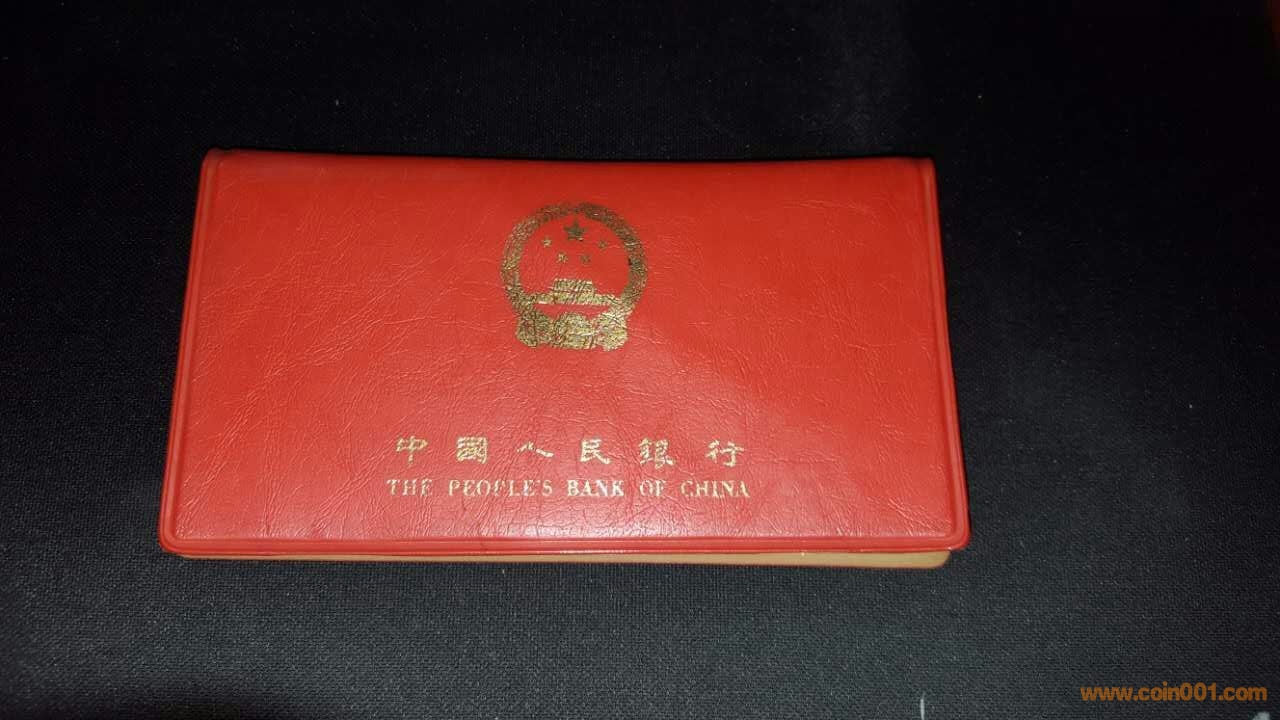 中國人民銀行
THE PEOPLE'S BANK OF CHINA
www.coin001.com